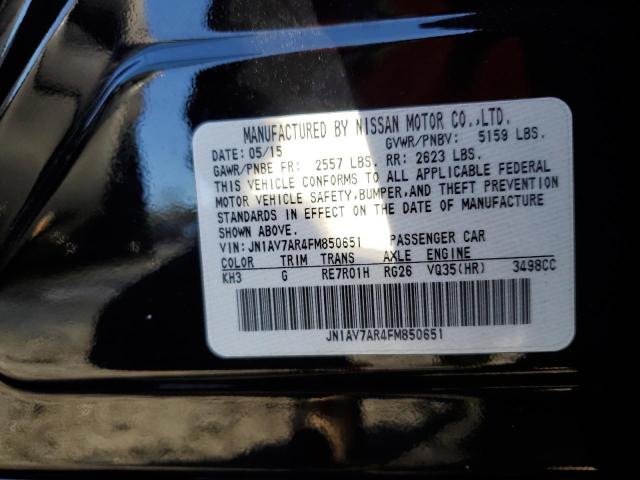 MANUFACTURED BY NISSAN MOTOR CO.,LTD.
DATE: 05/15 GVWR/PNBV: 5159 LBS.
GAWR/PNBE FR: 2557 LBS. RR: 2623 LBS.
THIS VEHICLE CONFORMS TO ALL APPLICABLE FEDERAL
MOTOR VEHICLE SAFETY,BUMPER,AND THEFT PREVENTION
STANDARDS IN EFFECT ON THE DATE OF MANUFACTURE
SHOWN ABOVE.
VIN: JN1AV7AR4FM850651 PASSENGER CAR
COLOR TRIM TRANS AXLE ENGINE
KH3 G RE7R01H RG26 VQ35(HR) 3498CC
JN1AV7AR4FM850651